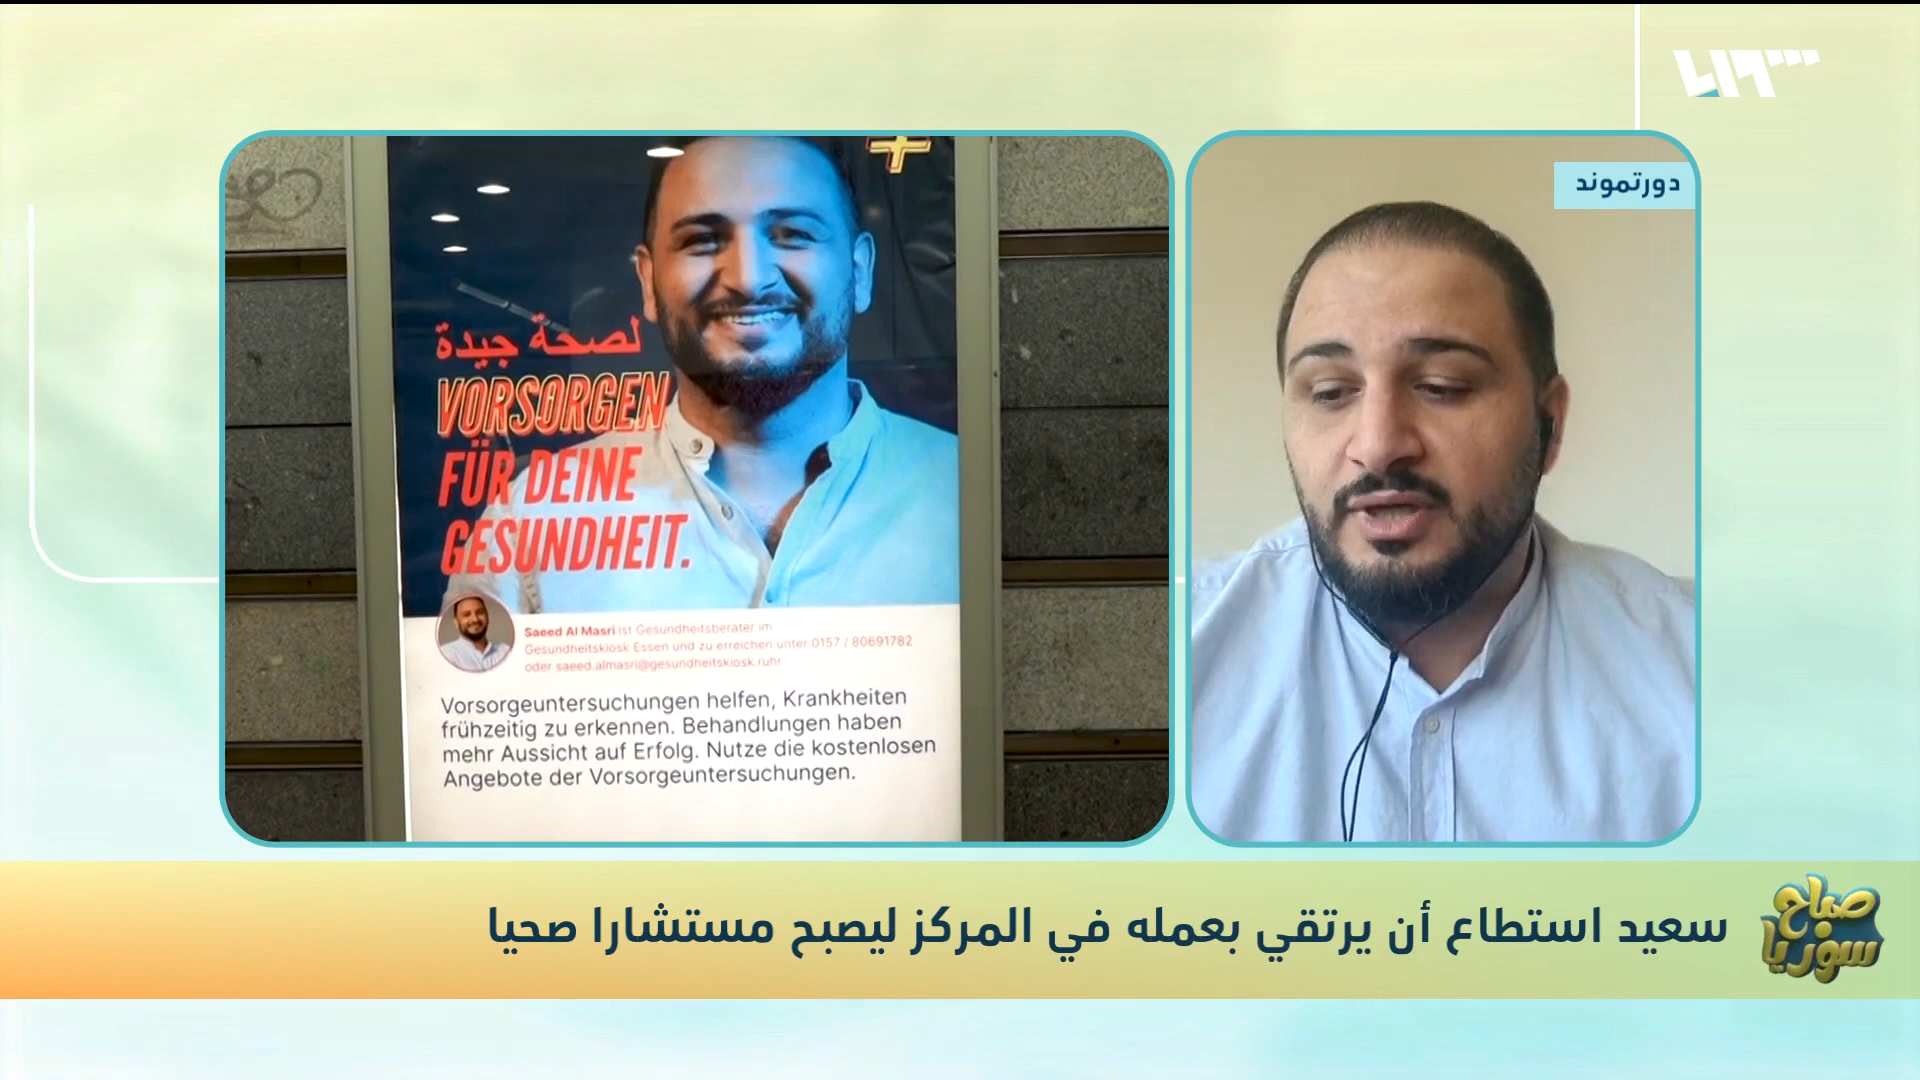 سوريا
دورتموند
لصحة جيدة
VORSORGEN
FÜR DEINE
GESUNDHEIT.
Saeed Al Masri ist Gesundheitsberater im
Gesundheitskiosk Essen und zu erreichen unter 0157 / 80691782
oder saeed.almasri@gesundheitskiosk.ruhr
Vorsorgeuntersuchungen helfen, Krankheiten
frühzeitig zu erkennen. Behandlungen haben
mehr Aussicht auf Erfolg. Nutze die kostenlosen
Angebote der Vorsorgeuntersuchungen.
صباح
سوريا
سعيد استطاع أن يرتقي بعمله في المركز ليصبح مستشارا صحيا